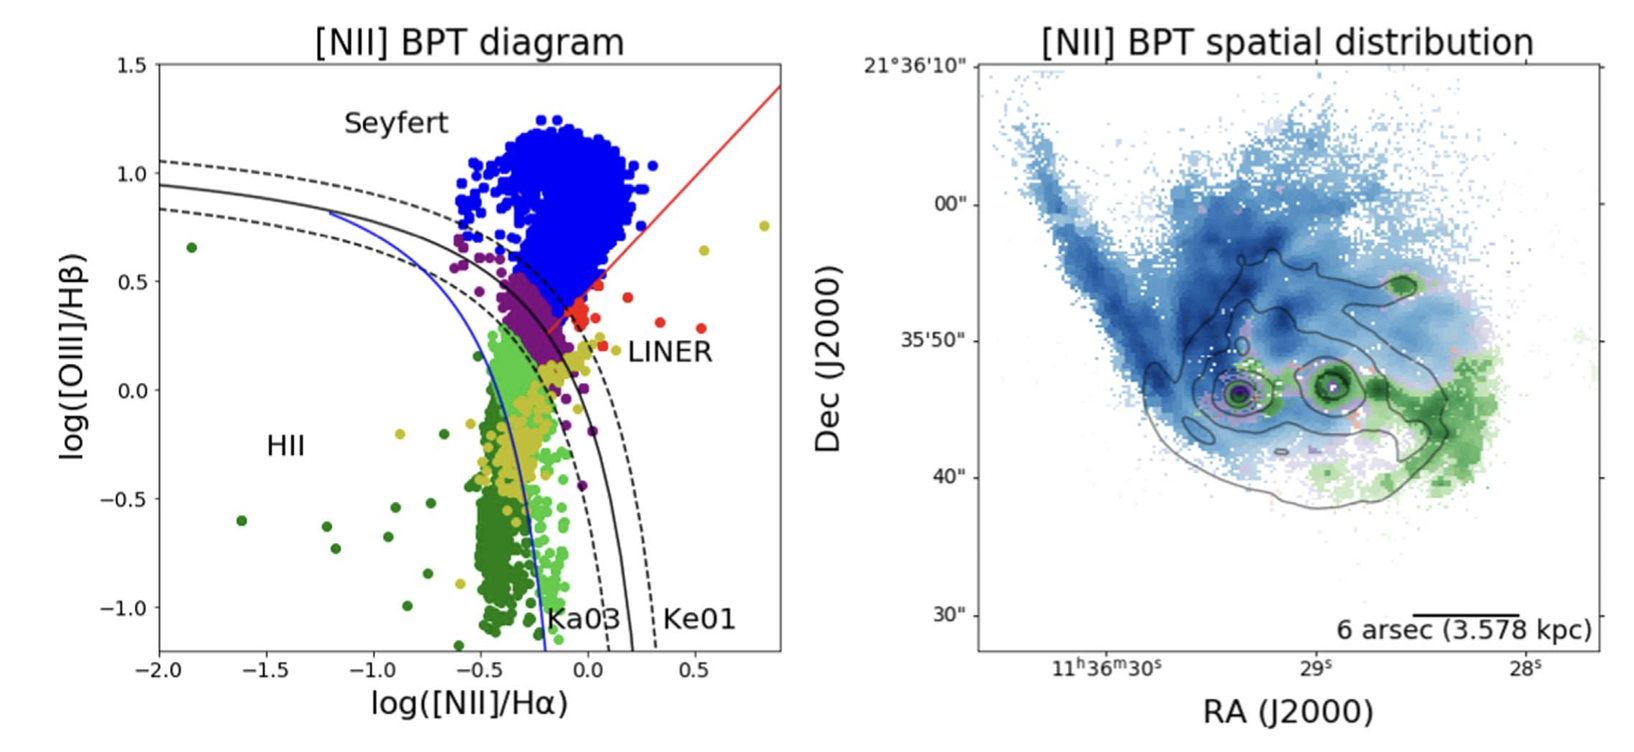 [NII] BPT diagram
1.5
1.0
0.5
0.0
−0.5
−1.0
log([OIII]/Hβ)
Seyfert
LINER
HII
Ka03
Ke01
−2.0
−1.5
−1.0
−0.5
0.0
0.5
log([NII]/Hα)
[NII] BPT spatial distribution
21°36'10"
00"
35'50"
40"
30"
Dec (J2000)
6 arsec (3.578 kpc)
11ʰ36ᵐ30ˢ
29ˢ
28ˢ
RA (J2000)